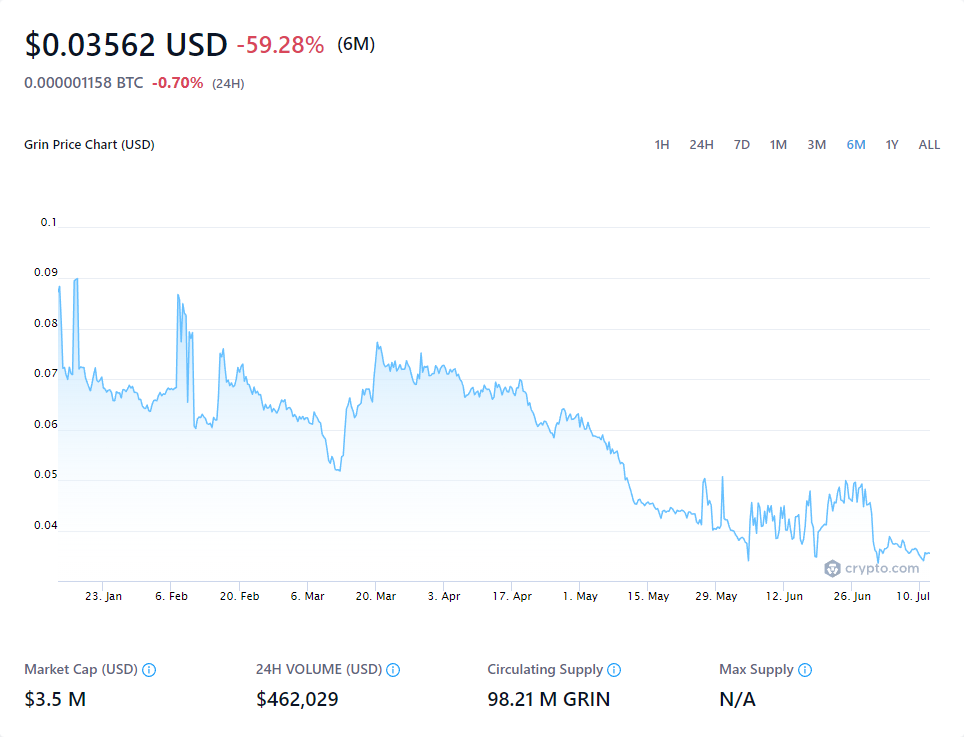 $0.03562 USD -59.28% (6M)
0.000001158 BTC -0.70% (24H)
Grin Price Chart (USD) 1H 24H 7D 1M 3M 6M 1Y ALL
0.1
0.09
0.08
0.07
0.06
0.05
0.04
crypto.com
23. Jan 6. Feb 20. Feb 6. Mar 20. Mar 3. Apr 17. Apr 1. May 15. May 29. May 12. Jun 26. Jun 10. Jul
Market Cap (USD) 24H VOLUME (USD) Circulating Supply Max Supply
$3.5 M $462,029 98.21 M GRIN N/A